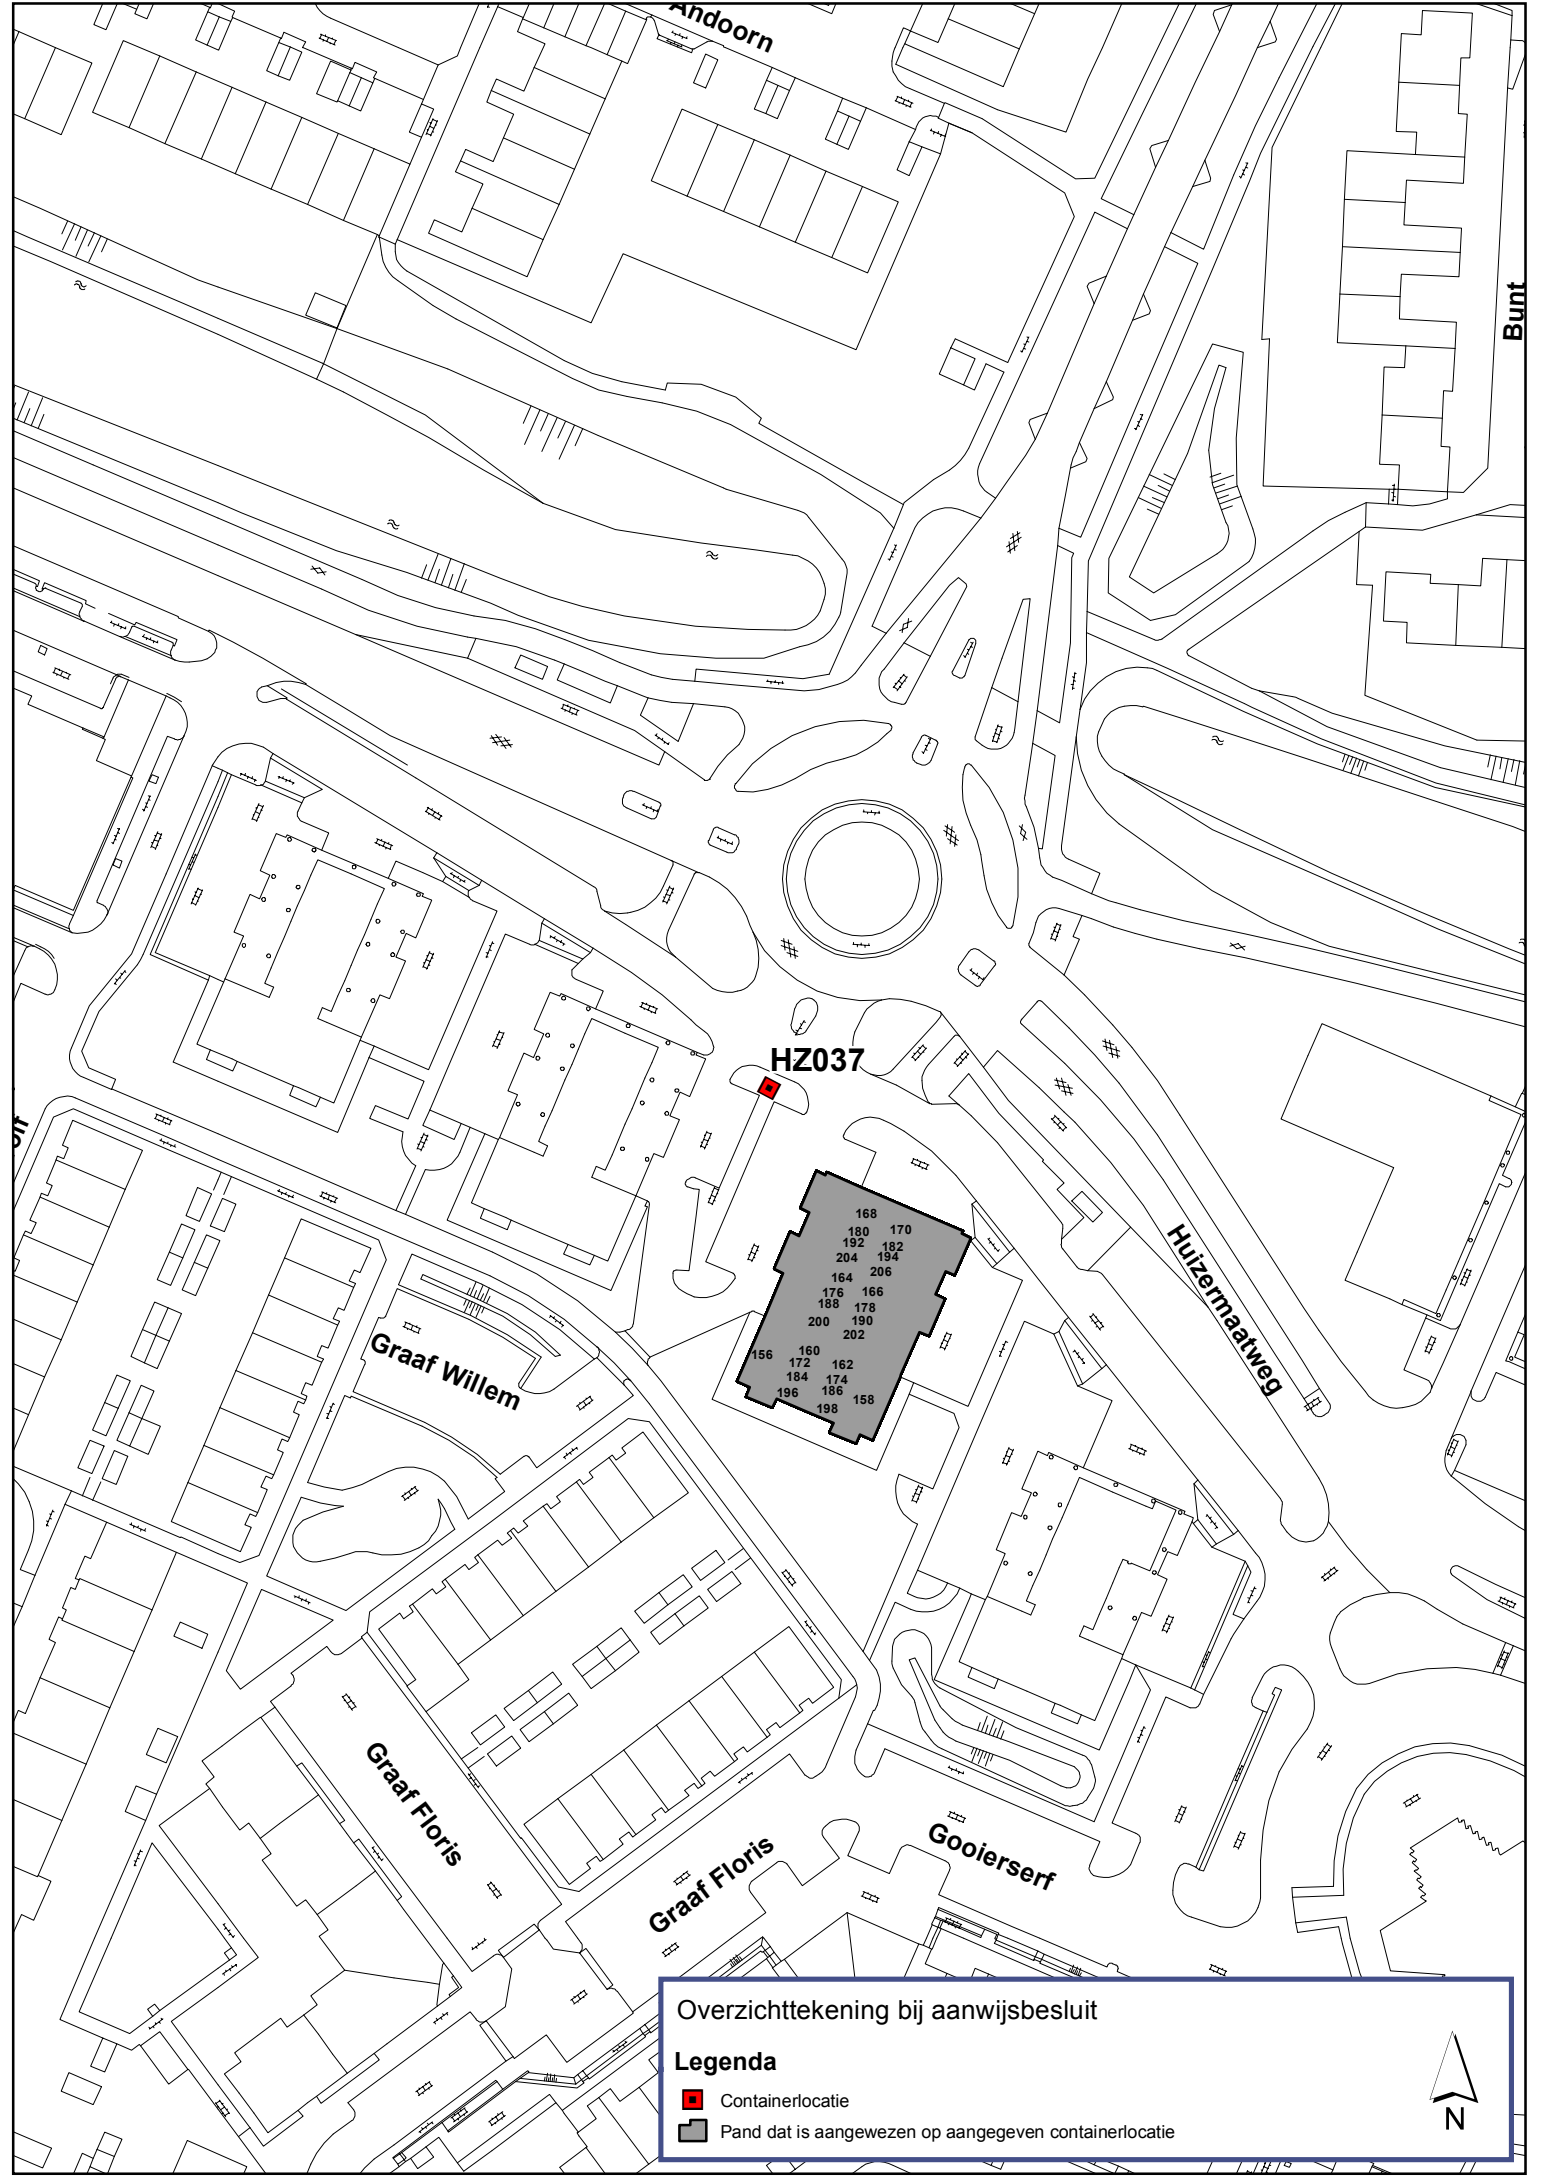 Andoorn
Bunt
HZ037
168
180 170
192 182
204 194
206
164
176 166
188 178
200 190
202
156 160
172 162
184 174
196 186
198 158
Huizermaatweg
Graaf Willem
Graaf Floris
Graaf Floris
Gooierserf
Overzichttekening bij aanwijsbesluit
Legenda
Containerlocatie
Pand dat is aangewezen op aangegeven containerlocatie
N